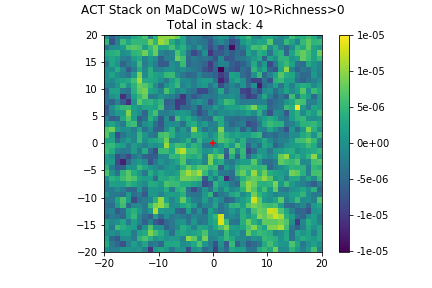 ACT Stack on MaDCoWS w/ 10>Richness>0
Total in stack: 4
20
15
10
5
0
−5
−10
−15
−20
−20
−10
0
10
20
1e-05
1e-05
5e-06
0e+00
-5e-06
-1e-05
-1e-05